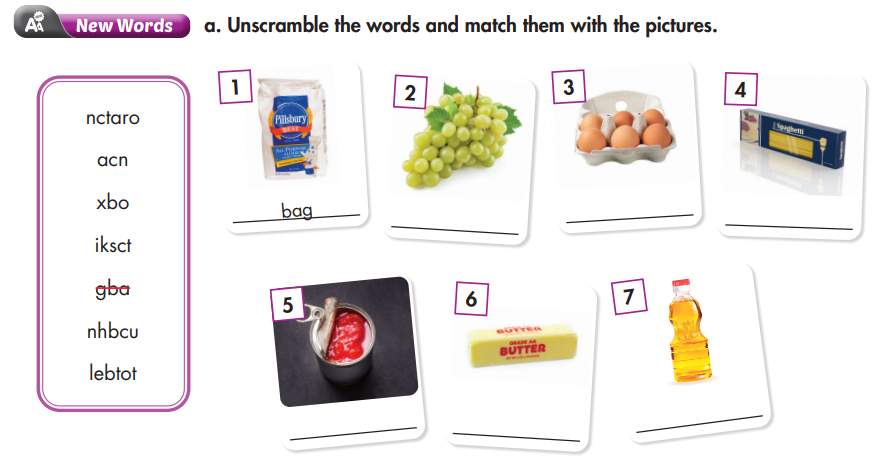 New Words
a. Unscramble the words and match them with the pictures.
nctaro
acn
xbo
iksct
gba
nhbcu
lebtot
1
Pillsbury
BEST
bag
2
3
4
Spaghetti
5
6
BUTTER
GRADE AA
BUTTER
7